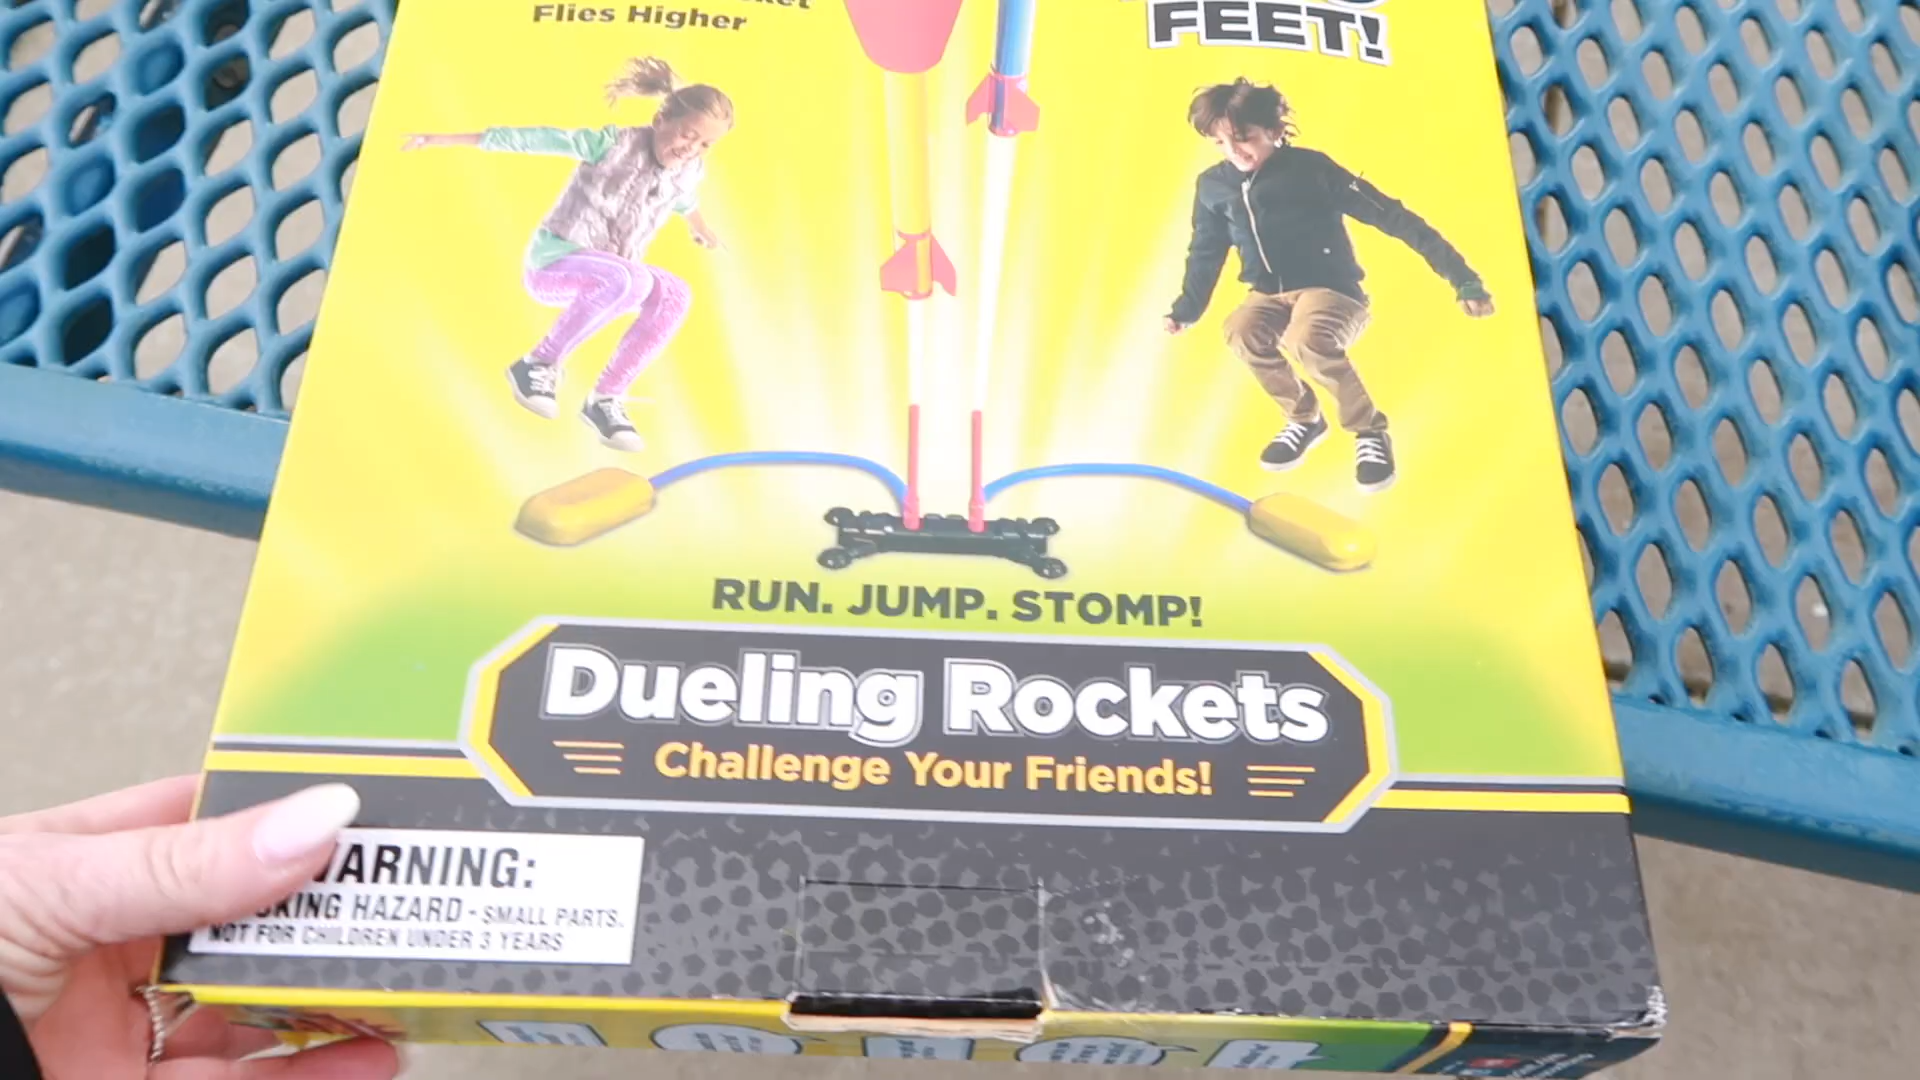 Flies Higher
FEET!
RUN. JUMP. STOMP!
Dueling Rockets
Challenge Your Friends!
WARNING:
HAZARD - SMALL PARTS.
NOT FOR CHILDREN UNDER 3 YEARS